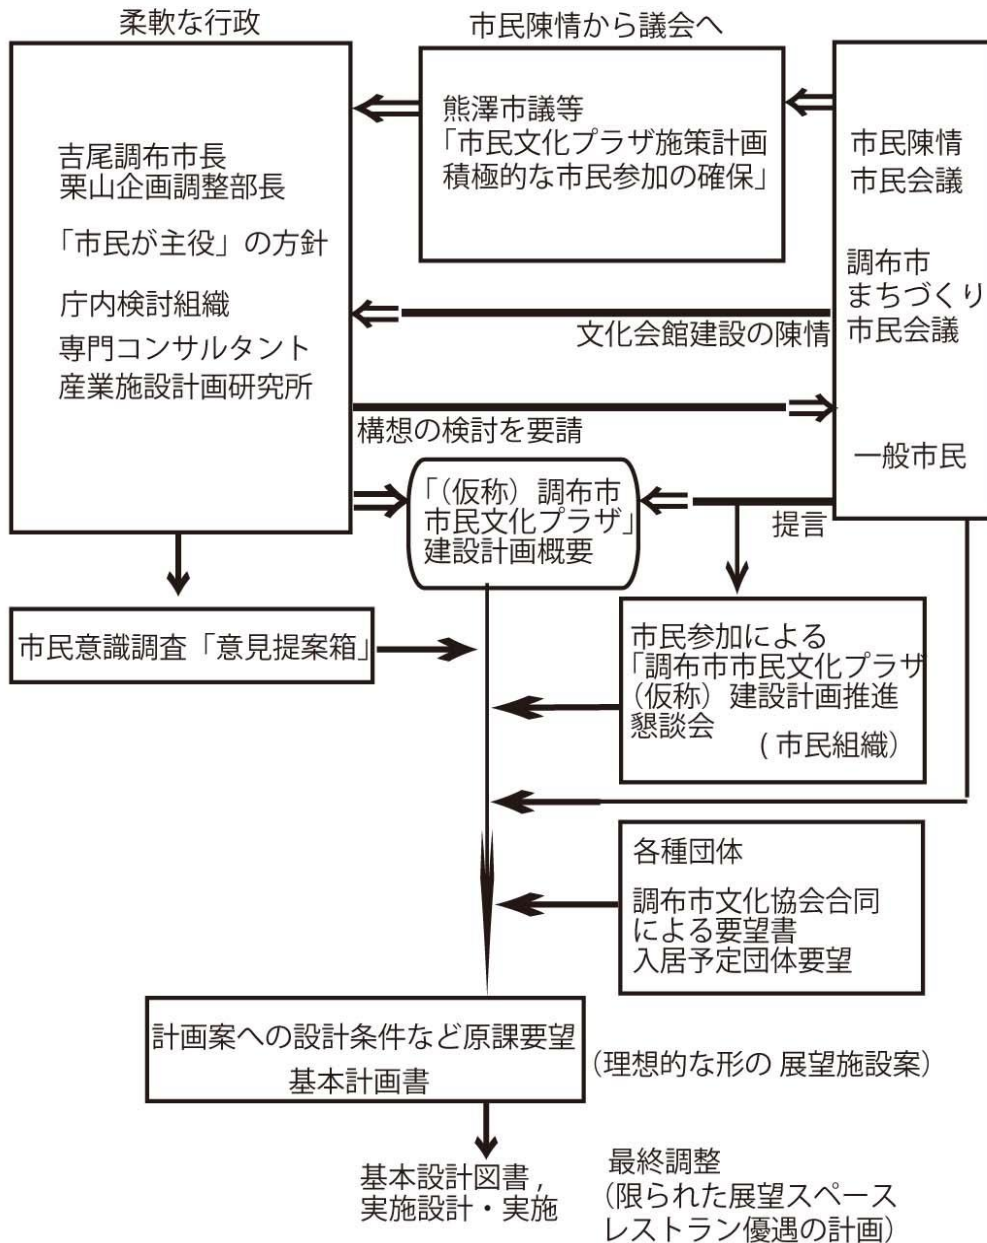 柔軟な行政
吉尾調布市長
栗山企画調整部長
「市民が主役」の方針
庁内検討組織
専門コンサルタント
産業施設計画研究所
市民陳情から議会へ
熊澤市議等
「市民文化プラザ施策計画
積極的な市民参加の確保」
市民陳情
市民会議
調布市
まちづくり
市民会議
一般市民
文化会館建設の陳情
構想の検討を要請
「（仮称）調布市
市民文化プラザ」
建設計画概要
提言
市民意識調査「意見提案箱」
市民参加による
「調布市市民文化プラザ
（仮称）建設計画推進
懇談会
( 市民組織）
各種団体
調布市文化協会合同
による要望書
入居予定団体要望
計画案への設計条件など原課要望
基本計画書
（理想的な形の 展望施設案）
基本設計図書 ,
実施設計・実施
最終調整
（限られた展望スペース
レストラン優遇の計画）